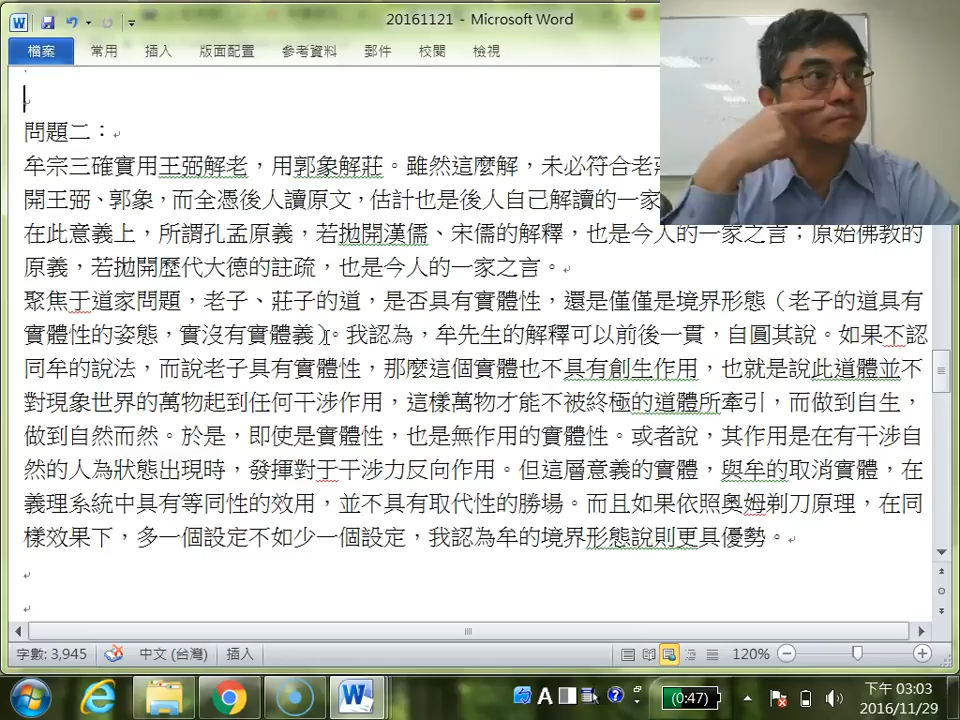 20161121 - Microsoft Word
檔案 常用 插入 版面配置 參考資料 郵件 校閱 檢視
問題二：
牟宗三確實用王弼解老，用郭象解莊。雖然這麼解，未必符合老
開王弼、郭象，而全憑後人讀原文，估計也是後人自己解讀的一家
在此意義上，所謂孔孟原義，若拋開漢儒、宋儒的解釋，也是今人的一家之言；原始佛教的
原義，若拋開歷代大德的註疏，也是今人的一家之言。
聚焦于道家問題，老子、莊子的道，是否具有實體性，還是僅僅是境界形態（老子的道具有
實體性的姿態，實沒有實體義）。我認為，牟先生的解釋可以前後一貫，自圓其說。如果不認
同牟的說法，而說老子具有實體性，那麼這個實體也不具有創生作用，也就是說此道體並不
對現象世界的萬物起到任何干涉作用，這樣萬物才能不被終極的道體所牽引，而做到自生，
做到自然而然。於是，即使是實體性，也是無作用的實體性。或者說，其作用是在有干涉自
然的人為狀態出現時，發揮對于干涉力反向作用。但這層意義的實體，與牟的取消實體，在
義理系統中具有等同性的效用，並不具有取代性的勝場。而且如果依照奧姆剃刀原理，在同
樣效果下，多一個設定不如少一個設定，我認為牟的境界形態說則更具優勢。
字數: 3,945 中文 (台灣) 插入 120%
(0:47)
下午 03:03
2016/11/29